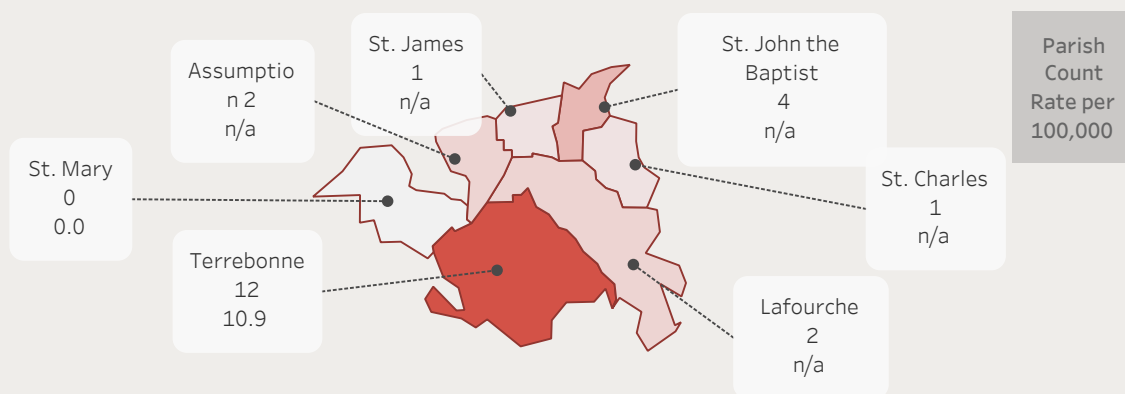 St. James
1
n/a
St. John the
Baptist
4
n/a
Parish
Count
Rate per
100,000
Assumptio
n 2
n/a
St. Mary
0
0.0
St. Charles
1
n/a
Terrebonne
12
10.9
Lafourche
2
n/a